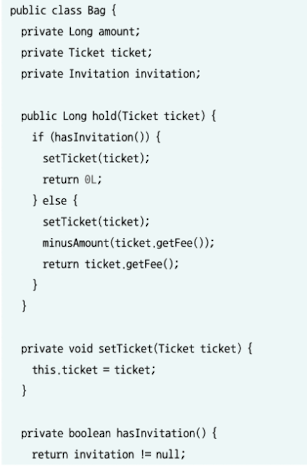 public class Bag {
private Long amount;
private Ticket ticket;
private Invitation invitation;
public Long hold(Ticket ticket) {
if (hasInvitation()) {
setTicket(ticket);
return 0L;
} else {
setTicket(ticket);
minusAmount(ticket.getFee());
return ticket.getFee();
}
}
private void setTicket(Ticket ticket) {
this.ticket = ticket;
}
private boolean hasInvitation() {
return invitation != null;